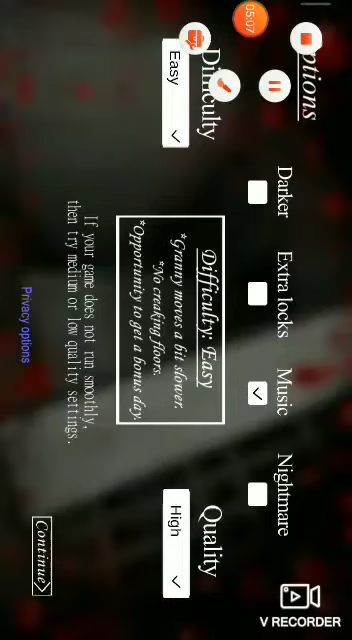 Options
05:07
Darker
Extra locks
Music
Nightmare
Difficulty
Easy
Quality
High
Difficulty: Easy
*Granny moves a bit slower.
*No creaking floors.
*Opportunity to get a bonus day.
If your game does not run smoothly,
then try medium or low quality settings.
Privacy options
Continue
V RECORDER